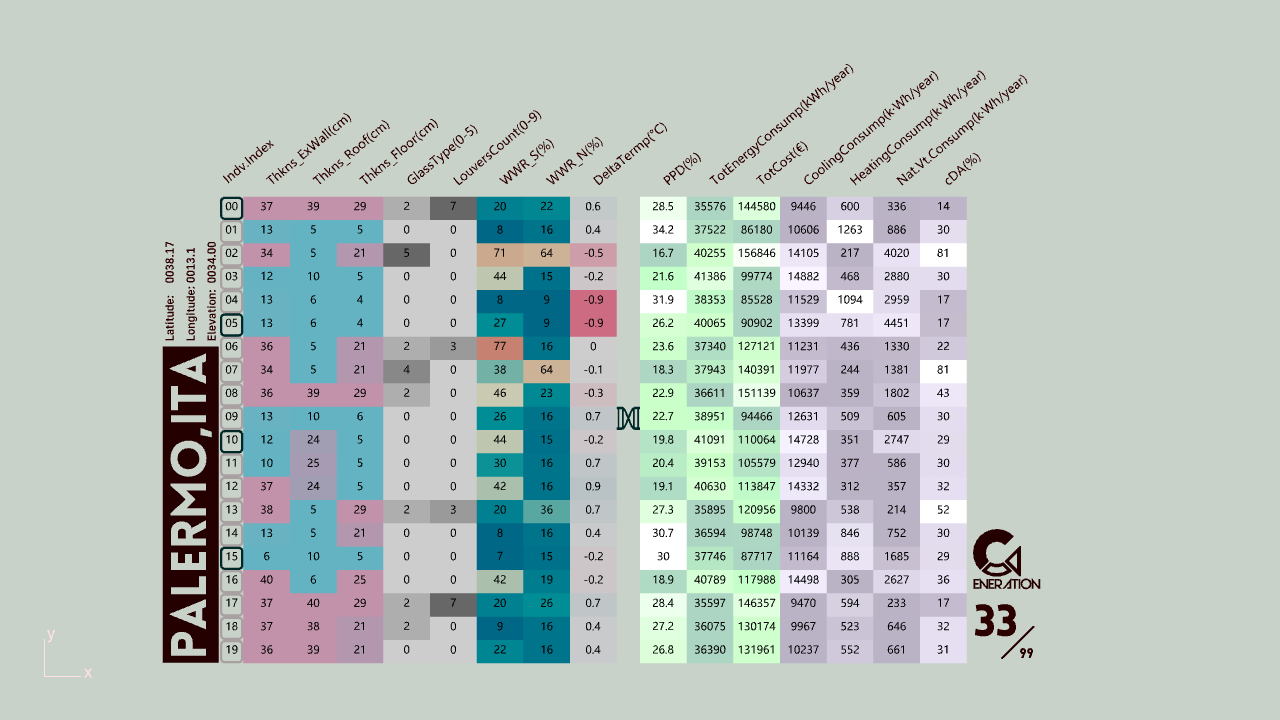 Indv.Index Thkns_ExWall(cm) Thkns_Roof(cm) Thkns_Floor(cm) GlassType(0-5) LouversCount(0-9) WWR_S(%) WWR_N(%) DeltaTermp(°C) PPD(%) TotEnergyConsump(kWh/year) TotCost(€) CoolingConsump(k·Wh/year) HeatingConsump(k·Wh/year) Nat.Vt.Consump(k·Wh/year) cDA(%)
00 37 39 29 2 7 20 22 0.6 28.5 35576 144580 9446 600 336 14
01 13 5 5 0 0 8 16 0.4 34.2 37522 86180 10606 1263 886 30
02 34 5 21 5 0 71 64 -0.5 16.7 40255 156846 14105 217 4020 81
03 12 10 5 0 0 44 15 -0.2 21.6 41386 99774 14882 468 2880 30
04 13 6 4 0 0 8 9 -0.9 31.9 38353 85528 11529 1094 2959 17
05 13 6 4 0 0 27 9 -0.9 26.2 40065 90902 13399 781 4451 17
06 36 5 21 2 3 77 16 0 23.6 37340 127121 11231 436 1330 22
07 34 5 21 4 0 38 64 -0.1 18.3 37943 140391 11977 244 1381 81
08 36 39 29 2 0 46 23 -0.3 22.9 36611 151139 10637 359 1802 43
09 13 10 6 0 0 26 16 0.7 22.7 38951 94466 12631 509 605 30
10 12 24 5 0 0 44 15 -0.2 19.8 41091 110064 14728 351 2747 29
11 10 25 5 0 0 30 16 0.7 20.4 39153 105579 12940 377 586 30
12 37 24 5 0 0 42 16 0.9 19.1 40630 113847 14332 312 357 32
13 38 5 29 2 3 20 36 0.7 27.3 35895 120956 9800 538 214 52
14 13 5 21 0 0 8 16 0.4 30.7 36594 98748 10139 846 752 30
15 6 10 5 0 0 7 15 -0.2 30 37746 87717 11164 888 1685 29
16 40 6 25 0 0 42 19 -0.2 18.9 40789 117988 14498 305 2627 36
17 37 40 29 2 7 20 26 0.7 28.4 35597 146357 9470 594 233 17
18 37 38 21 2 0 9 16 0.4 27.2 36075 130174 9967 523 646 32
19 36 39 21 0 0 22 16 0.4 26.8 36390 131961 10237 552 661 31
Latitude: 0038.17
Longitude: 0013.1
Elevation: 0034.00
PALERMO,ITA
GENERATION
33/99
y
x